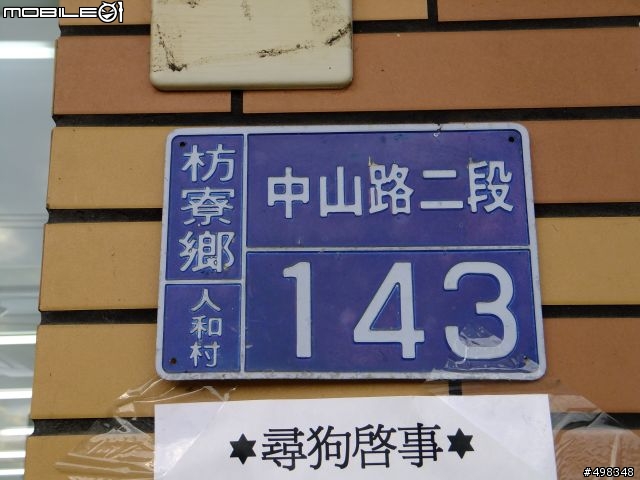 MOBILE01
枋寮鄉
人和村
中山路二段
143
★尋狗啓事★
#498348